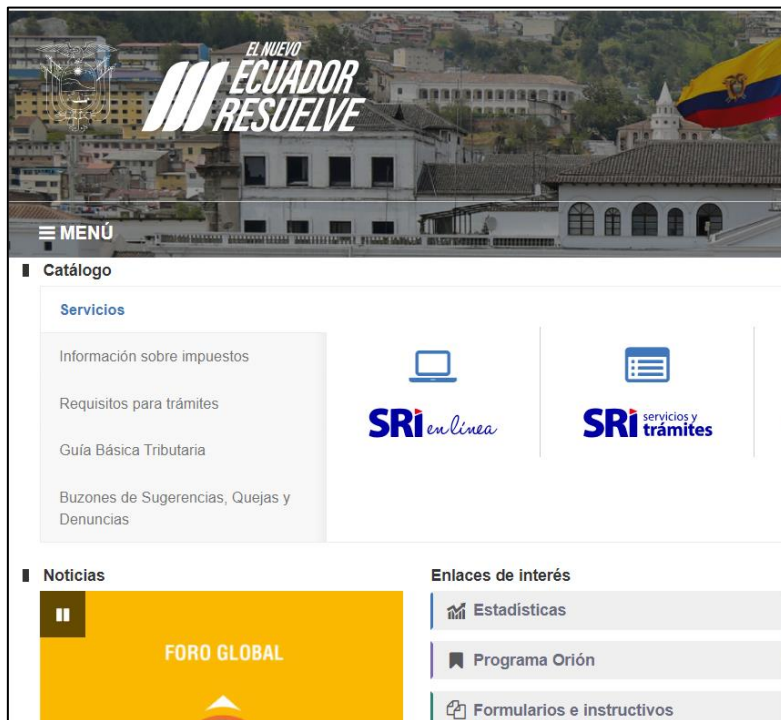 EL NUEVO
ECUADOR
RESUELVE
MENÚ
Catálogo
Servicios
Información sobre impuestos
Requisitos para trámites
Guía Básica Tributaria
Buzones de Sugerencias, Quejas y
Denuncias
SRi en línea
SRi servicios y
trámites
Noticias
FORO GLOBAL
Enlaces de interés
Estadísticas
Programa Orión
Formularios e instructivos